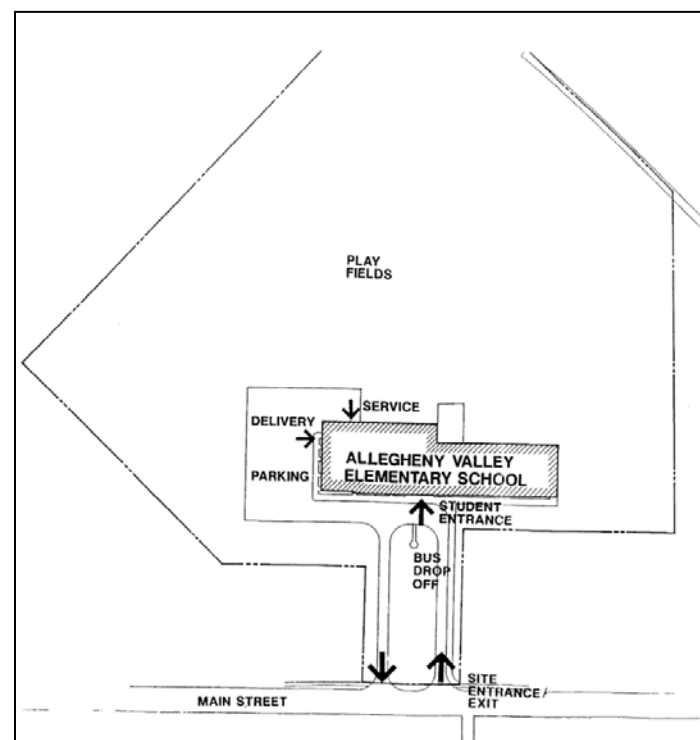 PLAY
FIELDS
SERVICE
DELIVERY
ALLEGHENY VALLEY
ELEMENTARY SCHOOL
PARKING
STUDENT
ENTRANCE
BUS
DROP
OFF
SITE
ENTRANCE/
EXIT
MAIN STREET